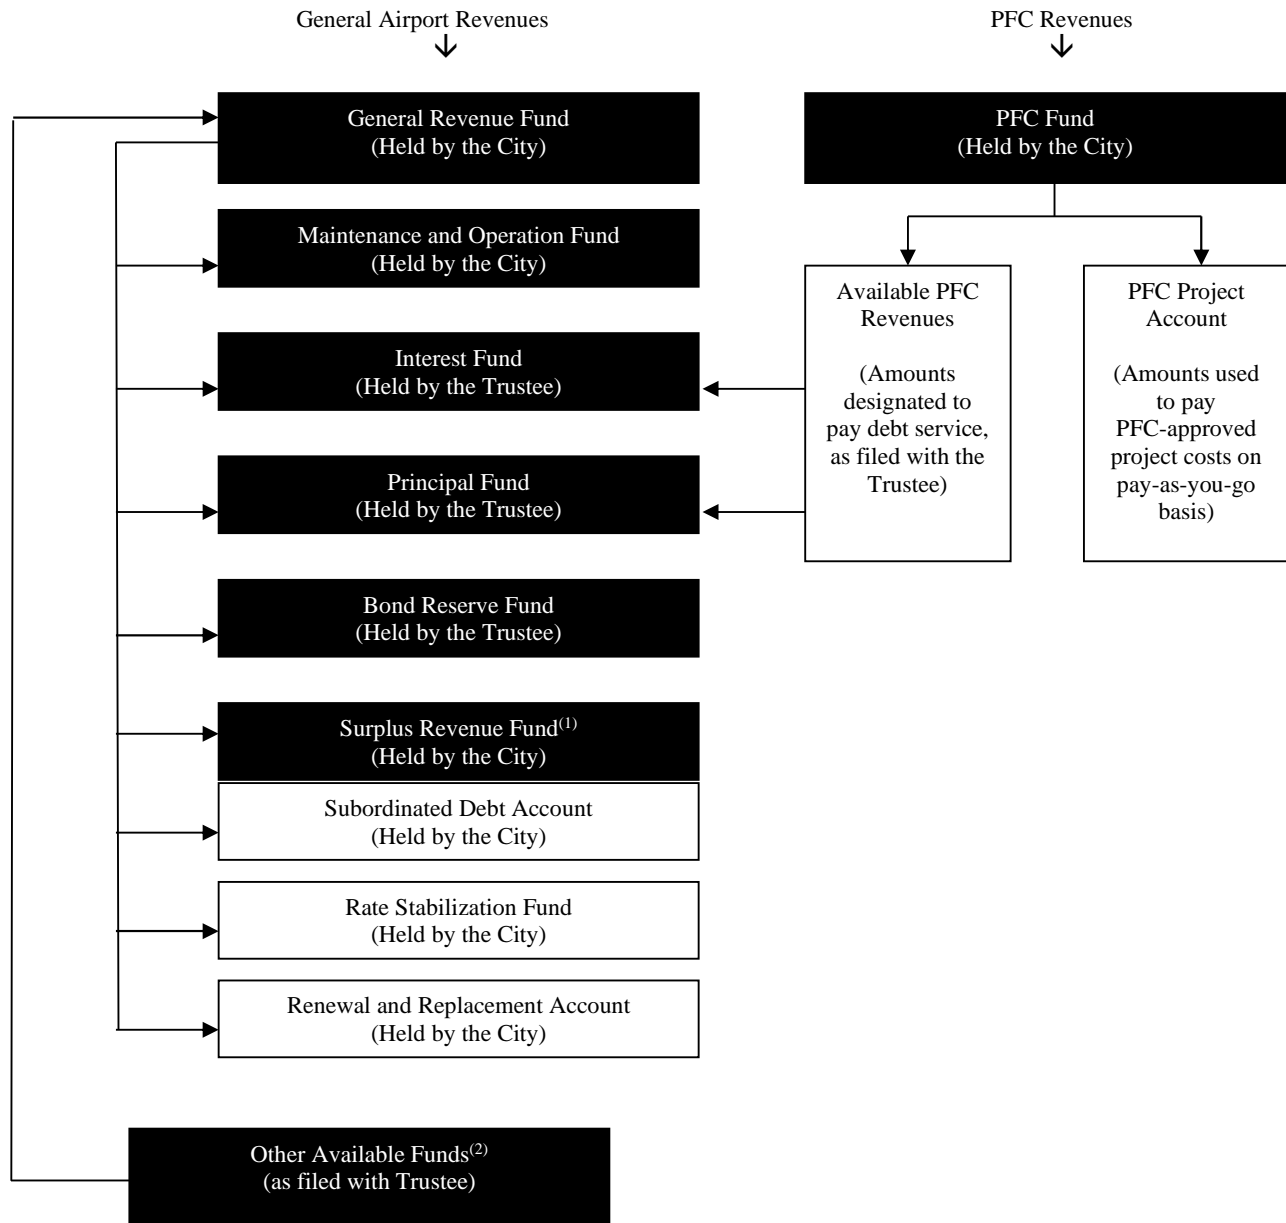 General Airport Revenues
PFC Revenues
General Revenue Fund
(Held by the City)
PFC Fund
(Held by the City)
Maintenance and Operation Fund
(Held by the City)
Available PFC
Revenues
(Amounts
designated to
pay debt service,
as filed with the
Trustee)
PFC Project
Account
(Amounts used
to pay
PFC-approved
project costs on
pay-as-you-go
basis)
Interest Fund
(Held by the Trustee)
Principal Fund
(Held by the Trustee)
Bond Reserve Fund
(Held by the Trustee)
Surplus Revenue Fund(1)
(Held by the City)
Subordinated Debt Account
(Held by the City)
Rate Stabilization Fund
(Held by the City)
Renewal and Replacement Account
(Held by the City)
Other Available Funds(2)
(as filed with Trustee)